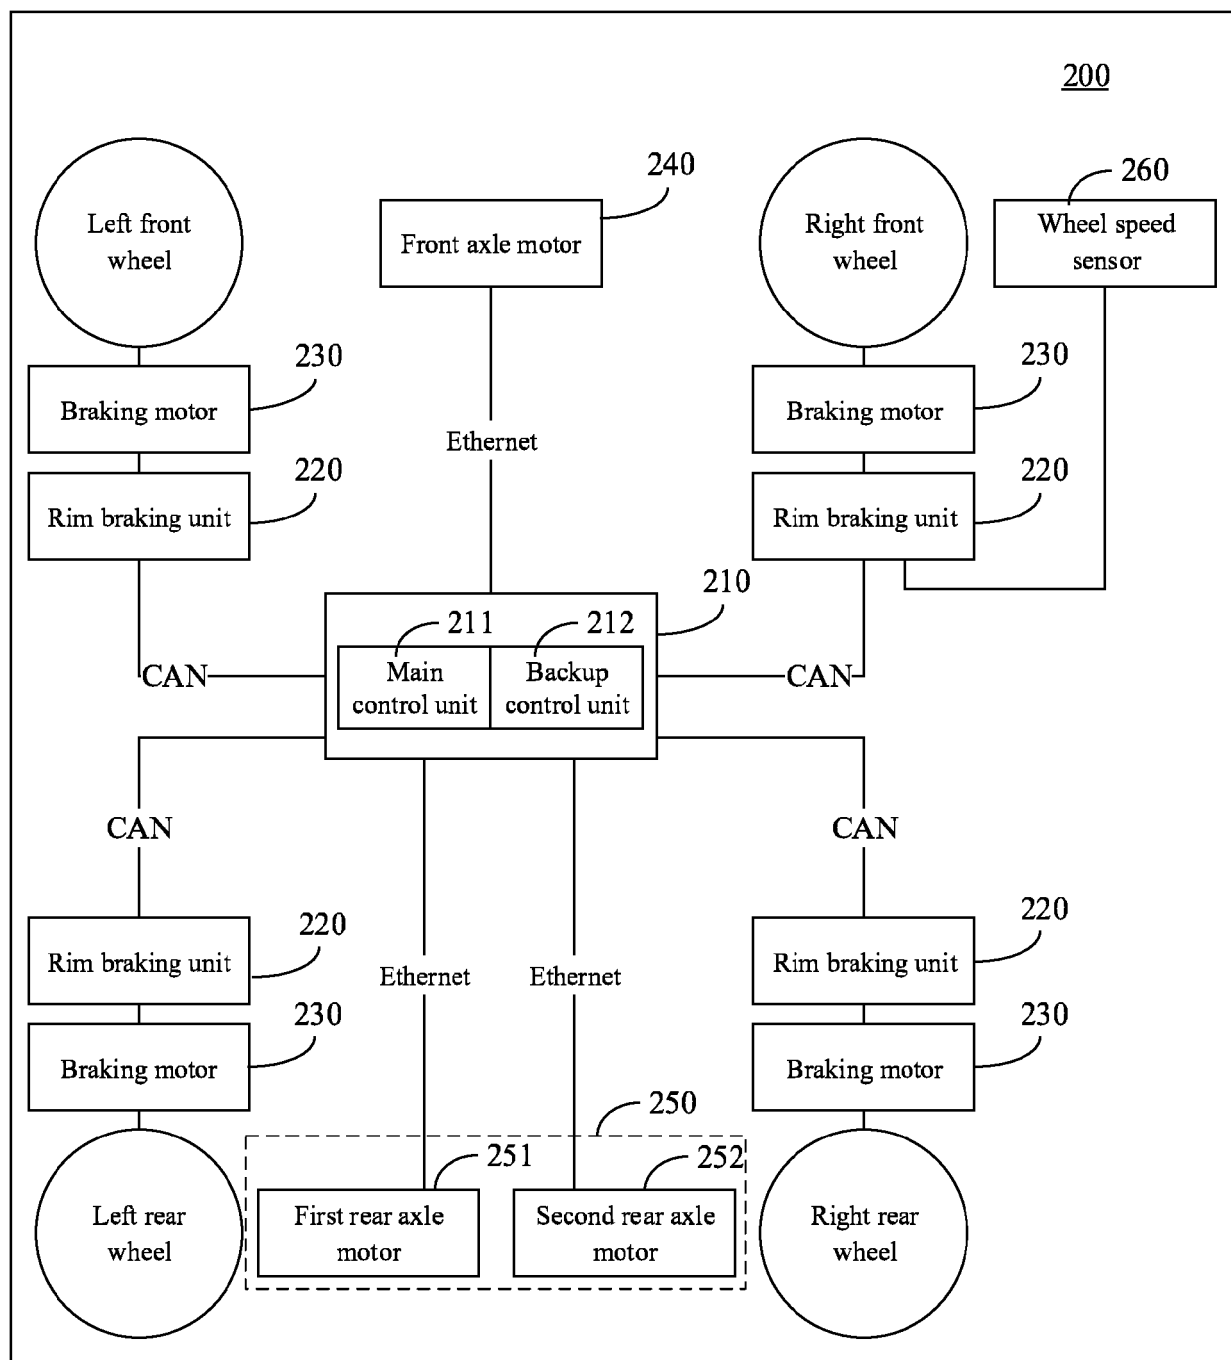 200
240
260
Left front
wheel
Front axle motor
Right front
wheel
Wheel speed
sensor
230
230
Braking motor
Braking motor
Ethernet
220
220
Rim braking unit
Rim braking unit
210
211
212
CAN
Main
control unit
Backup
control unit
CAN
CAN
CAN
220
220
Rim braking unit
Ethernet
Ethernet
Rim braking unit
230
230
Braking motor
Braking motor
250
251
252
Left rear
wheel
First rear axle
motor
Second rear axle
motor
Right rear
wheel